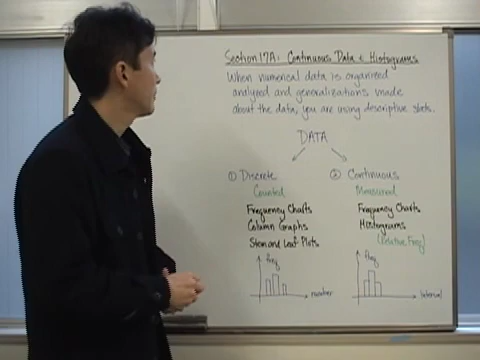 Section 17A: Continuous Data & Histograms
When numerical data is organised
analysed and generalizations made
about the data, you are using descriptive stats.
DATA
① Discrete
Counted
Frequency Charts
Column Graphs
Stem and Leaf Plots
freq
number
② Continuous
Measured
Frequency Charts
Histograms
(Relative Freq)
freq
interval